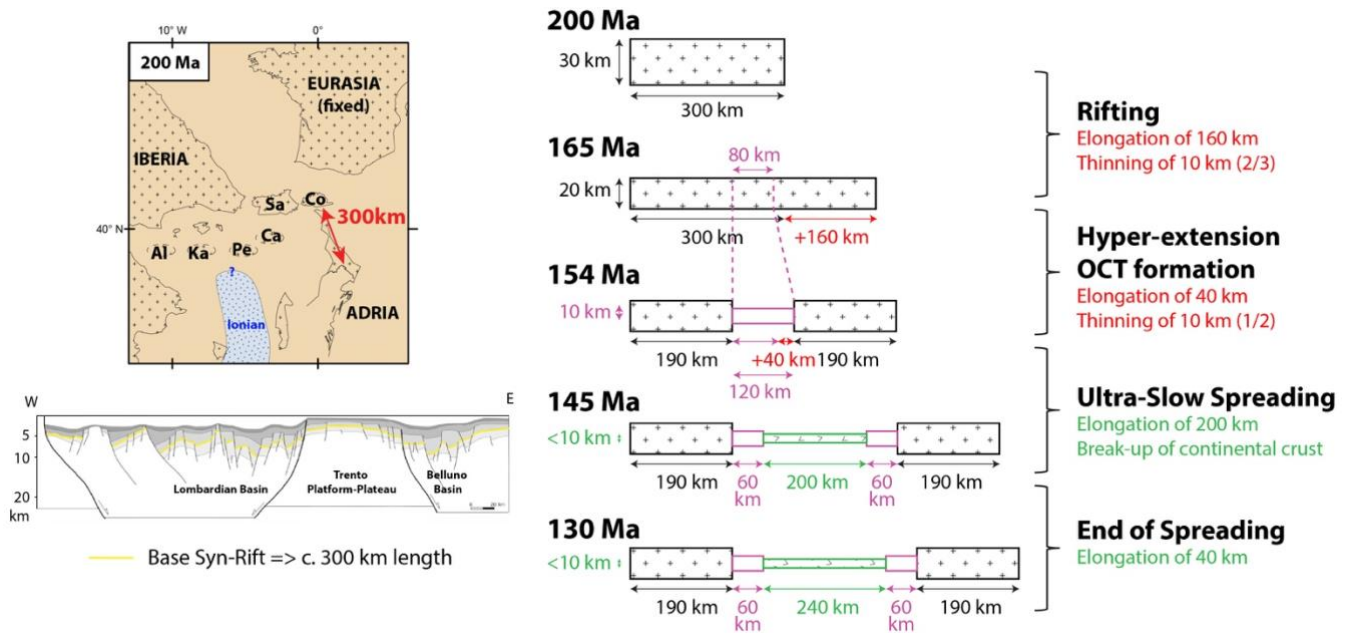 10° W
0°
200 Ma
EURASIA
(fixed)
IBERIA
Sa
Co
300km
40° N
Al
Ka
Pe
Ca
?
Ionian
ADRIA
W
E
5
10
20
km
Lombardian Basin
Trento
Platform-Plateau
Belluno
Basin
Base Syn-Rift => c. 300 km length
200 Ma
30 km
300 km
165 Ma
80 km
20 km
300 km
+160 km
154 Ma
10 km
190 km
+40 km
190 km
120 km
145 Ma
<10 km
190 km
60
km
200 km
60
km
190 km
130 Ma
<10 km
190 km
60
km
240 km
60
km
190 km
Rifting
Elongation of 160 km
Thinning of 10 km (2/3)
Hyper-extension
OCT formation
Elongation of 40 km
Thinning of 10 km (1/2)
Ultra-Slow Spreading
Elongation of 200 km
Break-up of continental crust
End of Spreading
Elongation of 40 km